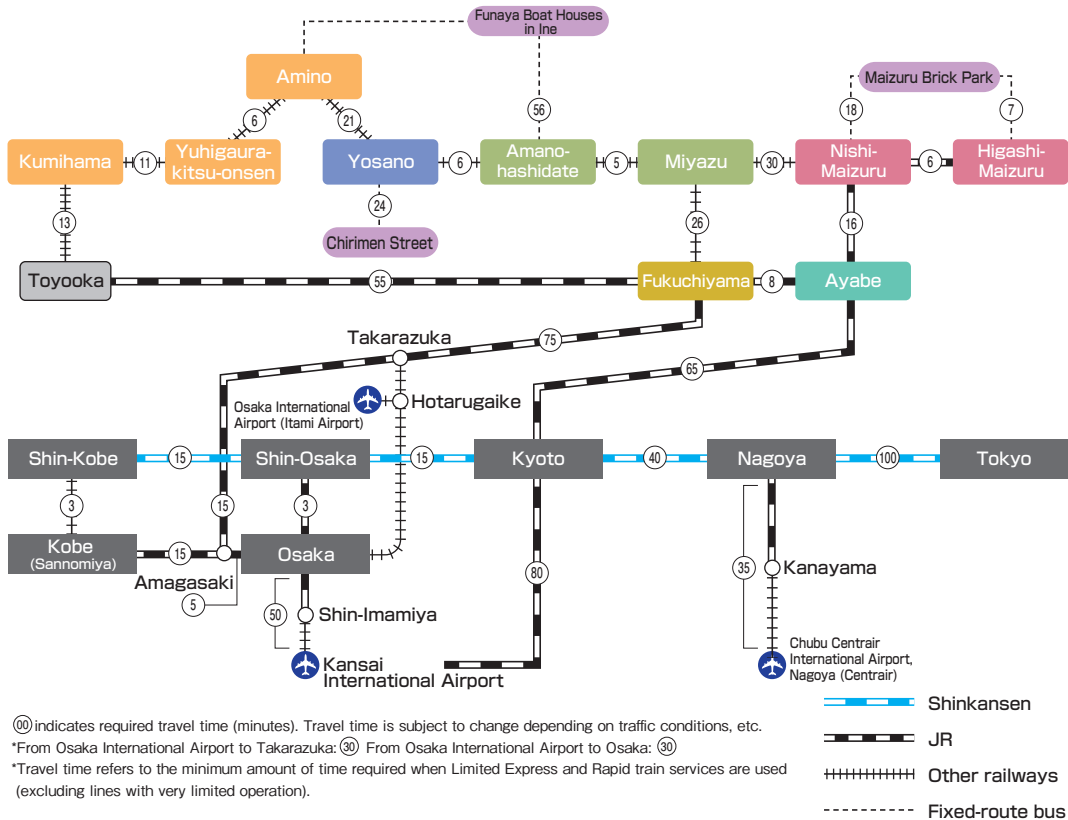 Funaya Boat Houses
in Ine
Amino
Maizuru Brick Park
56
18
7
6
21
Kumihama
11
Yuhigaura-
kitsu-onsen
Yosano
6
Amano-
hashidate
5
Miyazu
30
Nishi-
Maizuru
6
Higashi-
Maizuru
13
24
26
16
Chirimen Street
Toyooka
55
Fukuchiyama
8
Ayabe
Takarazuka
75
65
Osaka International
Airport (Itami Airport)
Hotarugaike
Shin-Kobe
15
Shin-Osaka
15
Kyoto
40
Nagoya
100
Tokyo
3
15
3
Kobe
(Sannomiya)
15
Osaka
Amagasaki
80
35
Kanayama
5
50
Shin-Imamiya
Kansai
International Airport
Chubu Centrair
International Airport,
Nagoya (Centrair)
Shinkansen
JR
Other railways
Fixed-route bus
00 indicates required travel time (minutes). Travel time is subject to change depending on traffic conditions, etc.
*From Osaka International Airport to Takarazuka: 30 From Osaka International Airport to Osaka: 30
*Travel time refers to the minimum amount of time required when Limited Express and Rapid train services are used
(excluding lines with very limited operation).